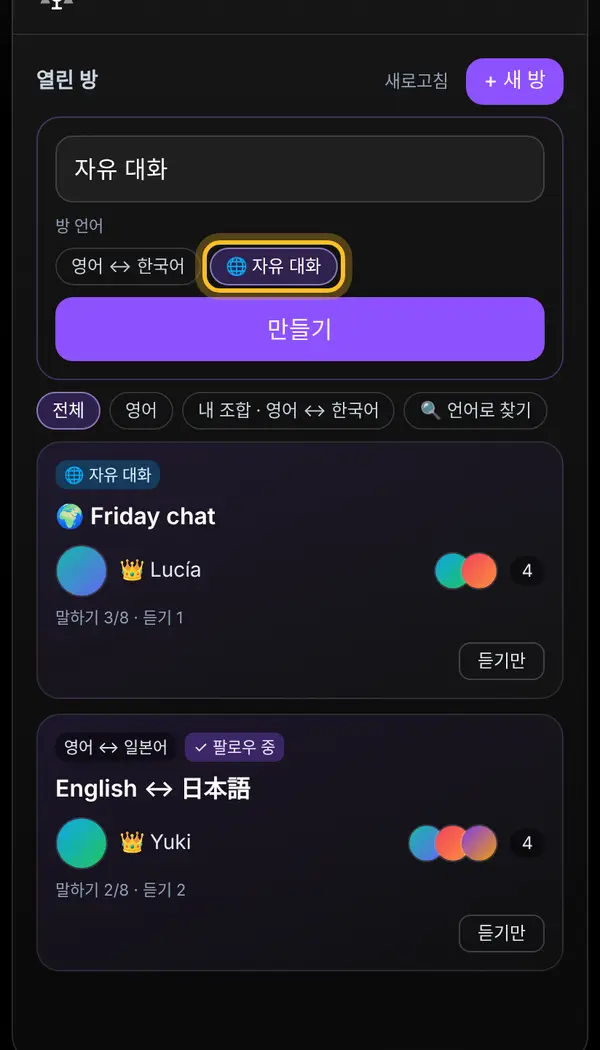 열린 방
새로고침
+ 새 방
자유 대화
방 언어
영어 ↔ 한국어
🌐 자유 대화
만들기
전체
영어
내 조합 · 영어 ↔ 한국어
🔍 언어로 찾기
🌐 자유 대화
🌍 Friday chat
👑 Lucía
4
말하기 3/8 · 듣기 1
듣기만
영어 ↔ 일본어
✓ 팔로우 중
English ↔ 日本語
👑 Yuki
4
말하기 2/8 · 듣기 2
듣기만